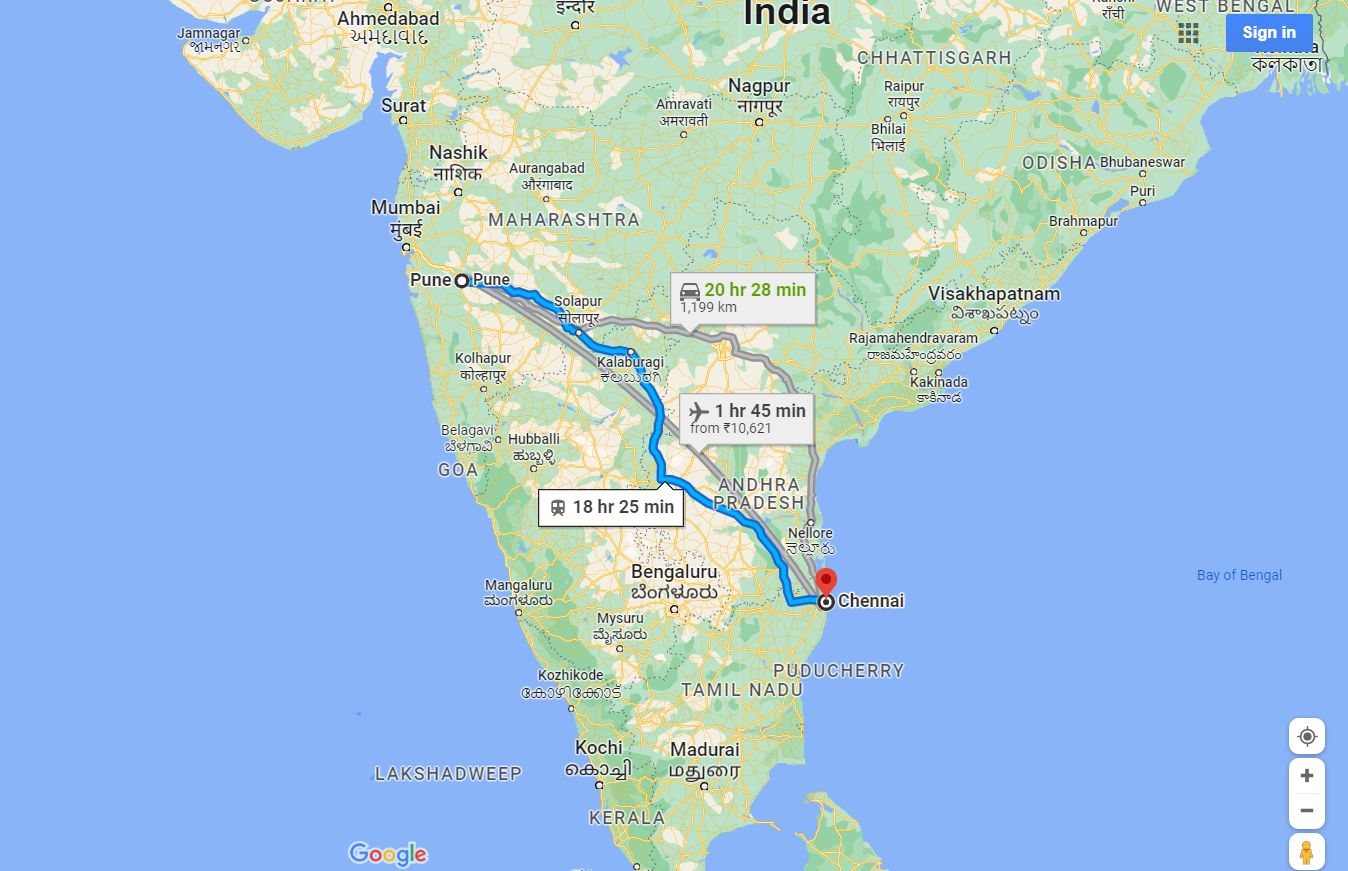 GUJARAT
Ahmedabad
અમદાવાદ
इन्दौर
India
राँची
WEST BENGAL
Sign in
Jamnagar
જામનગર
CHHATTISGARH
কলকাতা
Surat
Nagpur
नागपूर
Amravati
अमरावती
Raipur
रायपुर
Bhilai
भिलाई
Nashik
नाशिक
Aurangabad
औरंगाबाद
ODISHA
Bhubaneswar
Puri
Mumbai
मुंबई
MAHARASHTRA
Brahmapur
Pune
Pune
20 hr 28 min
1,199 km
Solapur
सोलापूर
Visakhapatnam
విశాఖపట్నం
Rajamahendravaram
రాజమహేంద్రవరం
Kolhapur
कोल्हापूर
Kalaburagi
ಕಲಬುರಗಿ
Kakinada
కాకినాడ
1 hr 45 min
from ₹10,621
Belagavi
ಬೆಳಗಾವಿ
Hubballi
ಹುಬ್ಬಳ್ಳಿ
GOA
ANDHRA
PRADESH
18 hr 25 min
Nellore
నెల్లూరు
Bengaluru
ಬೆಂಗಳೂರು
Bay of Bengal
Mangaluru
ಮಂಗಳೂರು
Chennai
Mysuru
ಮೈಸೂರು
Kozhikode
കോഴിക്കോട്
PUDUCHERRY
TAMIL NADU
Kochi
കൊച്ചി
Madurai
மதுரை
LAKSHADWEEP
KERALA
Google